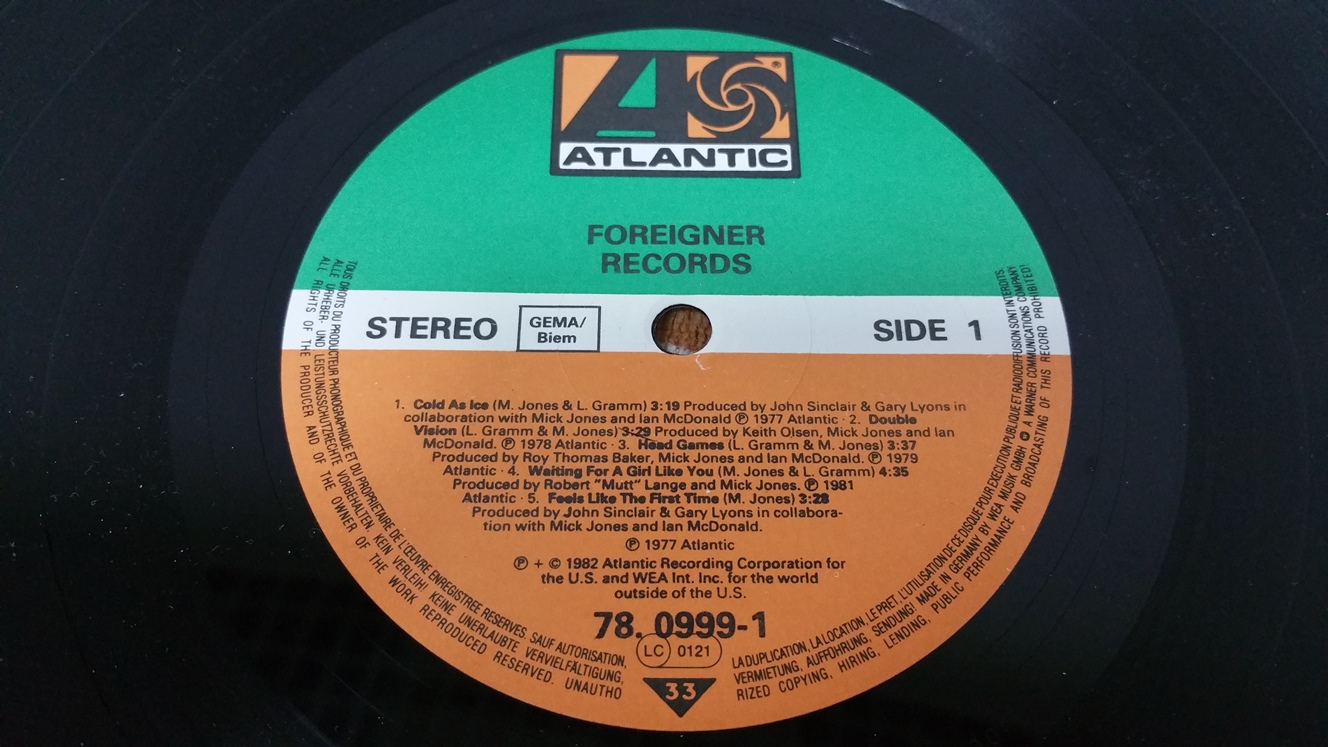 ATLANTIC
®
FOREIGNER
RECORDS
STEREO
GEMA/
Biem
SIDE 1
1. Cold As Ice (M. Jones & L. Gramm) 3:19 Produced by John Sinclair & Gary Lyons in
collaboration with Mick Jones and Ian McDonald ℗ 1977 Atlantic · 2. Double
Vision (L. Gramm & M. Jones) 3:29 Produced by Keith Olsen, Mick Jones and Ian
McDonald. ℗ 1978 Atlantic · 3. Head Games (L. Gramm & M. Jones) 3:37
Produced by Roy Thomas Baker, Mick Jones and Ian McDonald. ℗ 1979
Atlantic · 4. Waiting For A Girl Like You (M. Jones & L. Gramm) 4:35
Produced by Robert "Mutt" Lange and Mick Jones. ℗ 1981
Atlantic · 5. Feels Like The First Time (M. Jones) 3:28
Produced by John Sinclair & Gary Lyons in collabora-
tion with Mick Jones and Ian McDonald.
℗ 1977 Atlantic
℗ + © 1982 Atlantic Recording Corporation for
the U.S. and WEA Int. Inc. for the world
outside of the U.S.
78. 0999-1
LC 0121
33
TOUS DROITS DU PRODUCTEUR PHONOGRAPHIQUE ET DU PROPRIETAIRE DE L'ŒUVRE ENREGISTREE RESERVES. SAUF AUTORISATION, LA DUPLICATION, LA LOCATION, LE PRET, L'UTILISATION DE CE DISQUE POUR EXECUTION PUBLIQUE ET RADIODIFFUSION SONT INTERDITS.
ALLE URHEBER- UND LEISTUNGSSCHUTZRECHTE VORBEHALTEN. KEIN VERLEIH! KEINE UNERLAUBTE VERVIELFÄLTIGUNG, VERMIETUNG, AUFFÜHRUNG, SENDUNG! MADE IN GERMANY BY WEA MUSIK GMBH A WARNER COMMUNICATIONS COMPANY
ALL RIGHTS OF THE PRODUCER AND OF THE OWNER OF THE WORK REPRODUCED RESERVED. UNAUTHORIZED COPYING, HIRING, LENDING, PUBLIC PERFORMANCE AND BROADCASTING OF THIS RECORD PROHIBITED!